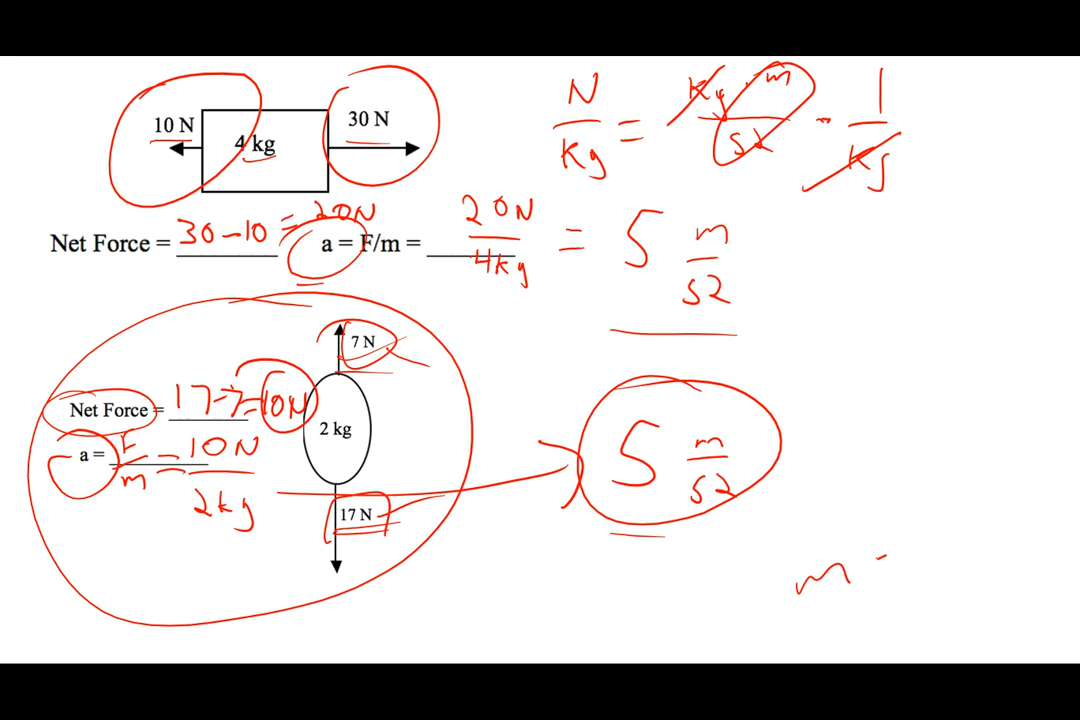 10 N 4 kg 30 N
N/kg = kg · m/s2 · 1/kg
Net Force = 30-10 = 20N a = F/m = 20N/4kg = 5 m/s2
7 N
Net Force = 17-7=10N
2 kg
a = F/m = 10N/2kg 5 m/s2
17 N
m -